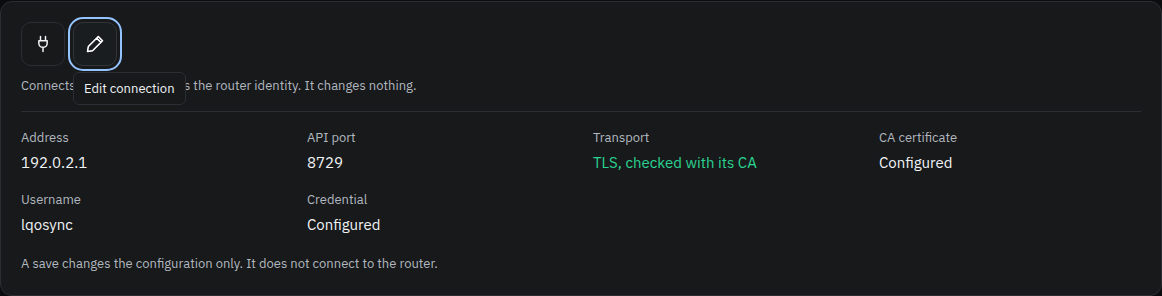 Connects
Edit connection
s the router identity. It changes nothing.
Address
API port
Transport
CA certificate
192.0.2.1
8729
TLS, checked with its CA
Configured
Username
Credential
lqosync
Configured
A save changes the configuration only. It does not connect to the router.